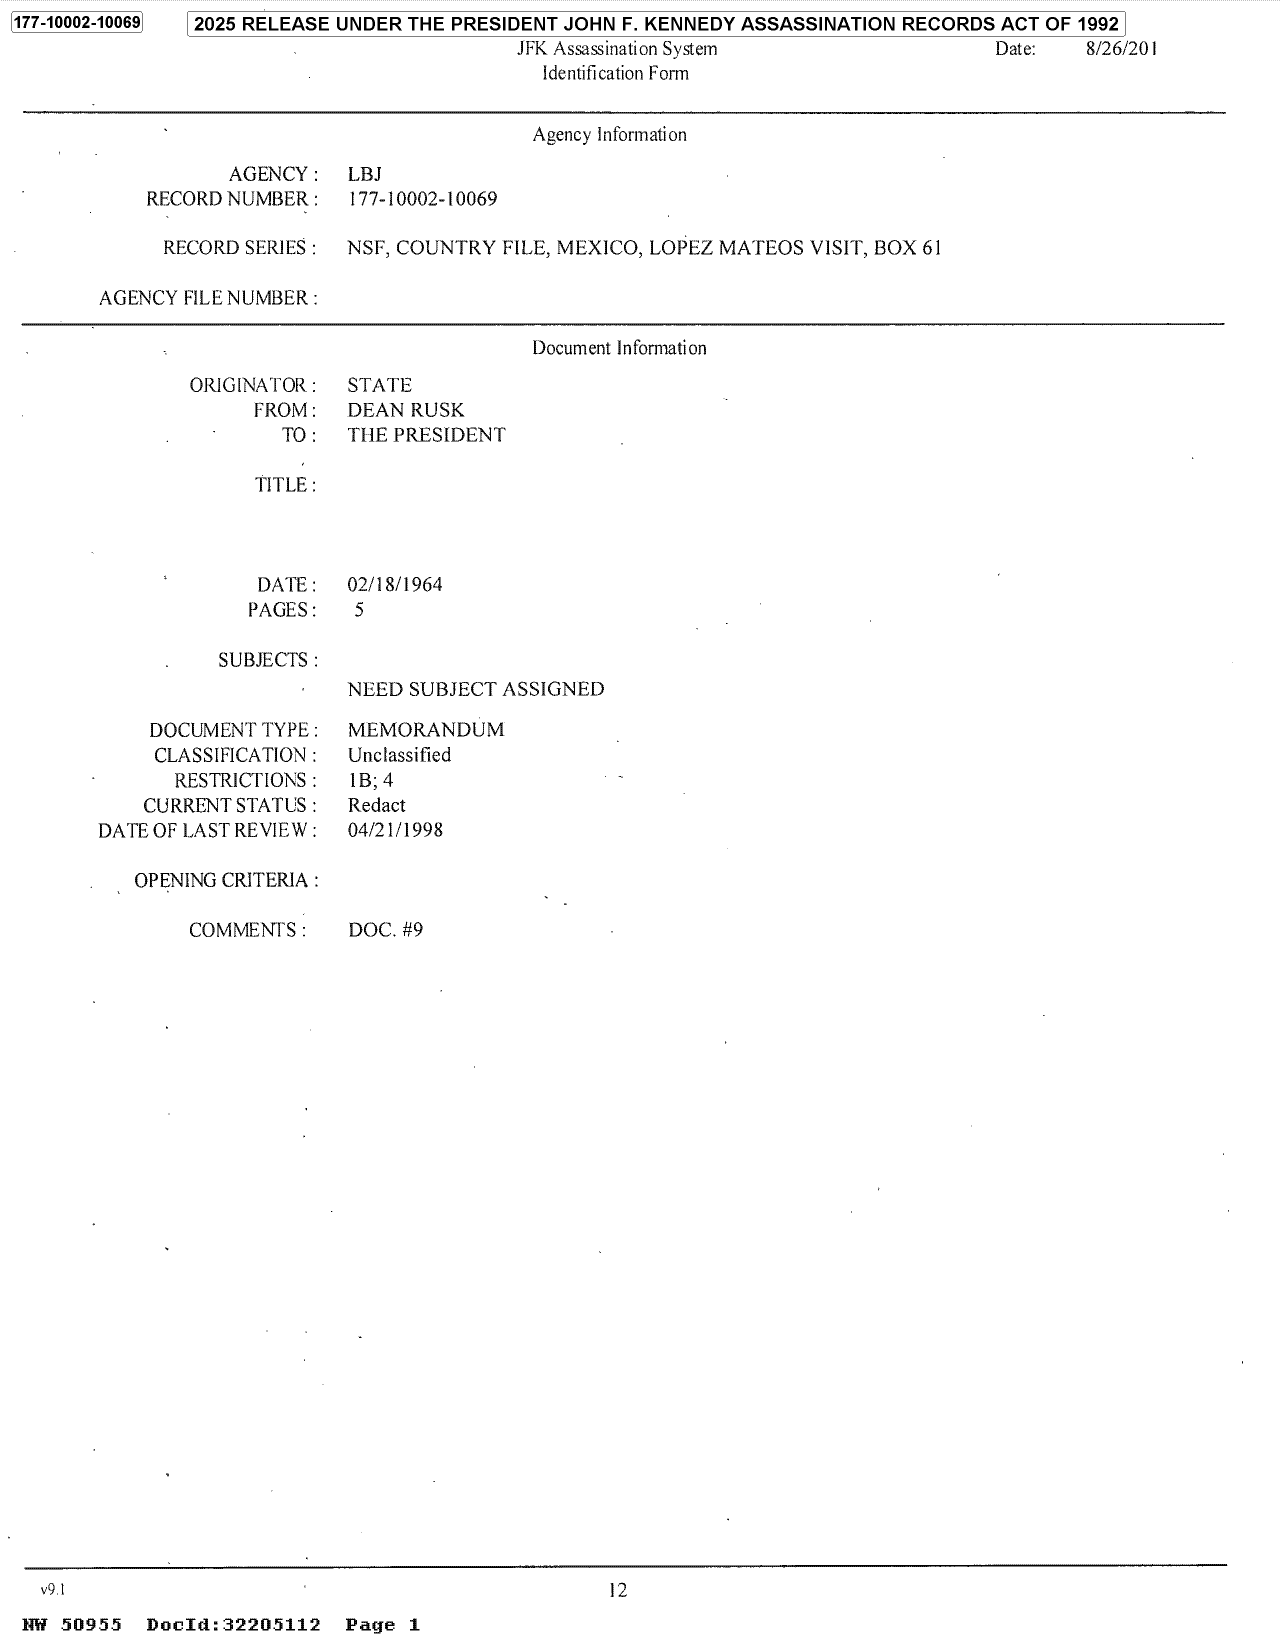 177-10002-10069 2025 RELEASE UNDER THE PRESIDENT JOHN F. KENNEDY ASSASSINATION RECORDS ACT OF 1992
JFK Assassination System Date: 8/26/201
Identification Form
Agency Information
AGENCY : LBJ
RECORD NUMBER : 177-10002-10069
RECORD SERIES : NSF, COUNTRY FILE, MEXICO, LOPEZ MATEOS VISIT, BOX 61
AGENCY FILE NUMBER :
Document Information
ORIGINATOR : STATE
FROM : DEAN RUSK
TO : THE PRESIDENT
TITLE :
DATE : 02/18/1964
PAGES : 5
SUBJECTS :
NEED SUBJECT ASSIGNED
DOCUMENT TYPE : MEMORANDUM
CLASSIFICATION : Unclassified
RESTRICTIONS : 1B; 4
CURRENT STATUS : Redact
DATE OF LAST REVIEW : 04/21/1998
OPENING CRITERIA :
COMMENTS : DOC. #9
v9.1 12
NW 50955 DocId:32205112 Page 1